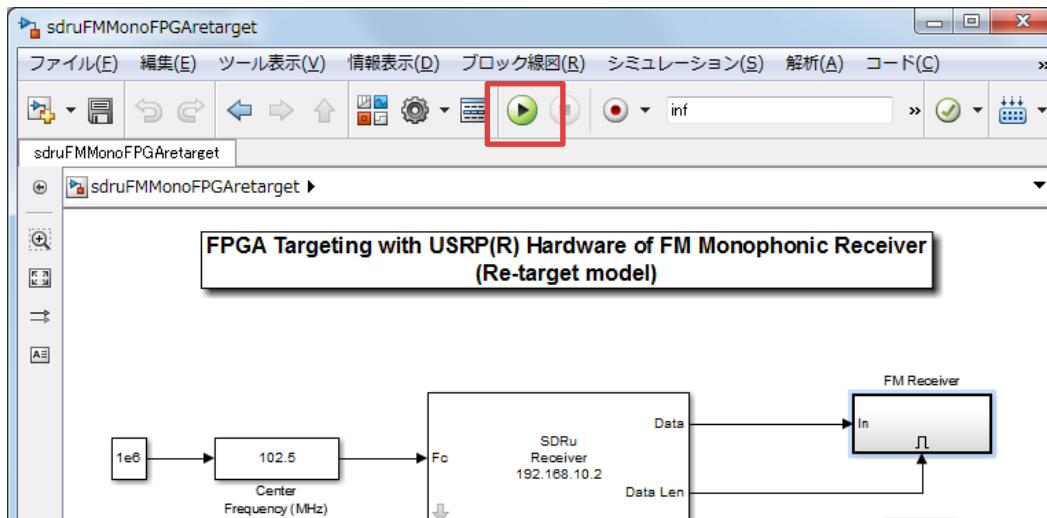 sdruFMMonoFPGAretarget
ファイル(F) 編集(E) ツール表示(V) 情報表示(D) ブロック線図(R) シミュレーション(S) 解析(A) コード(C) »
inf »
sdruFMMonoFPGAretarget
sdruFMMonoFPGAretarget
FPGA Targeting with USRP(R) Hardware of FM Monophonic Receiver
(Re-target model)
FM Receiver
Data
In
1e6
102.5
Fc
SDRu
Receiver
192.168.10.2
Data Len
Center
Frequency (MHz)